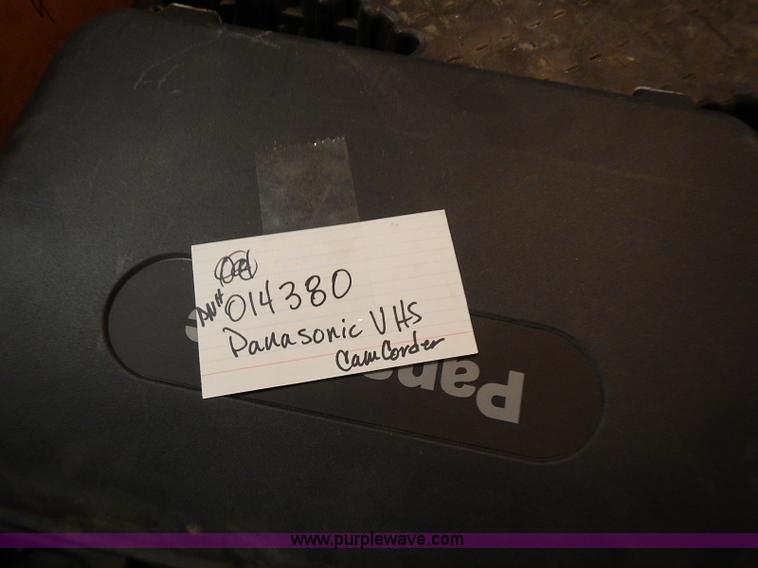 014380
Panasonic VHS
CamCorder
Pana
www.purplewave.com